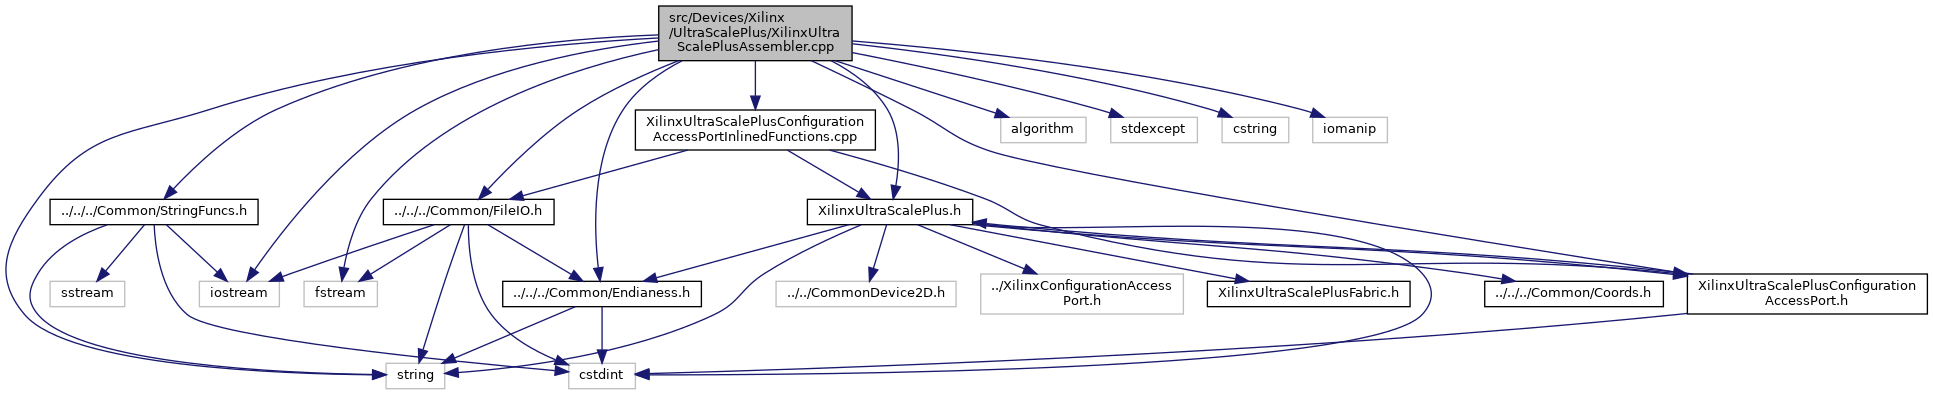 src/Devices/Xilinx
/UltraScalePlus/XilinxUltra
ScalePlusAssembler.cpp
XilinxUltraScalePlusConfiguration
AccessPortInlinedFunctions.cpp
algorithm
stdexcept
cstring
iomanip
../../../Common/StringFuncs.h
../../../Common/FileIO.h
XilinxUltraScalePlus.h
sstream
iostream
fstream
../../../Common/Endianess.h
../../CommonDevice2D.h
../XilinxConfigurationAccess
Port.h
XilinxUltraScalePlusFabric.h
../../../Common/Coords.h
XilinxUltraScalePlusConfiguration
AccessPort.h
string
cstdint